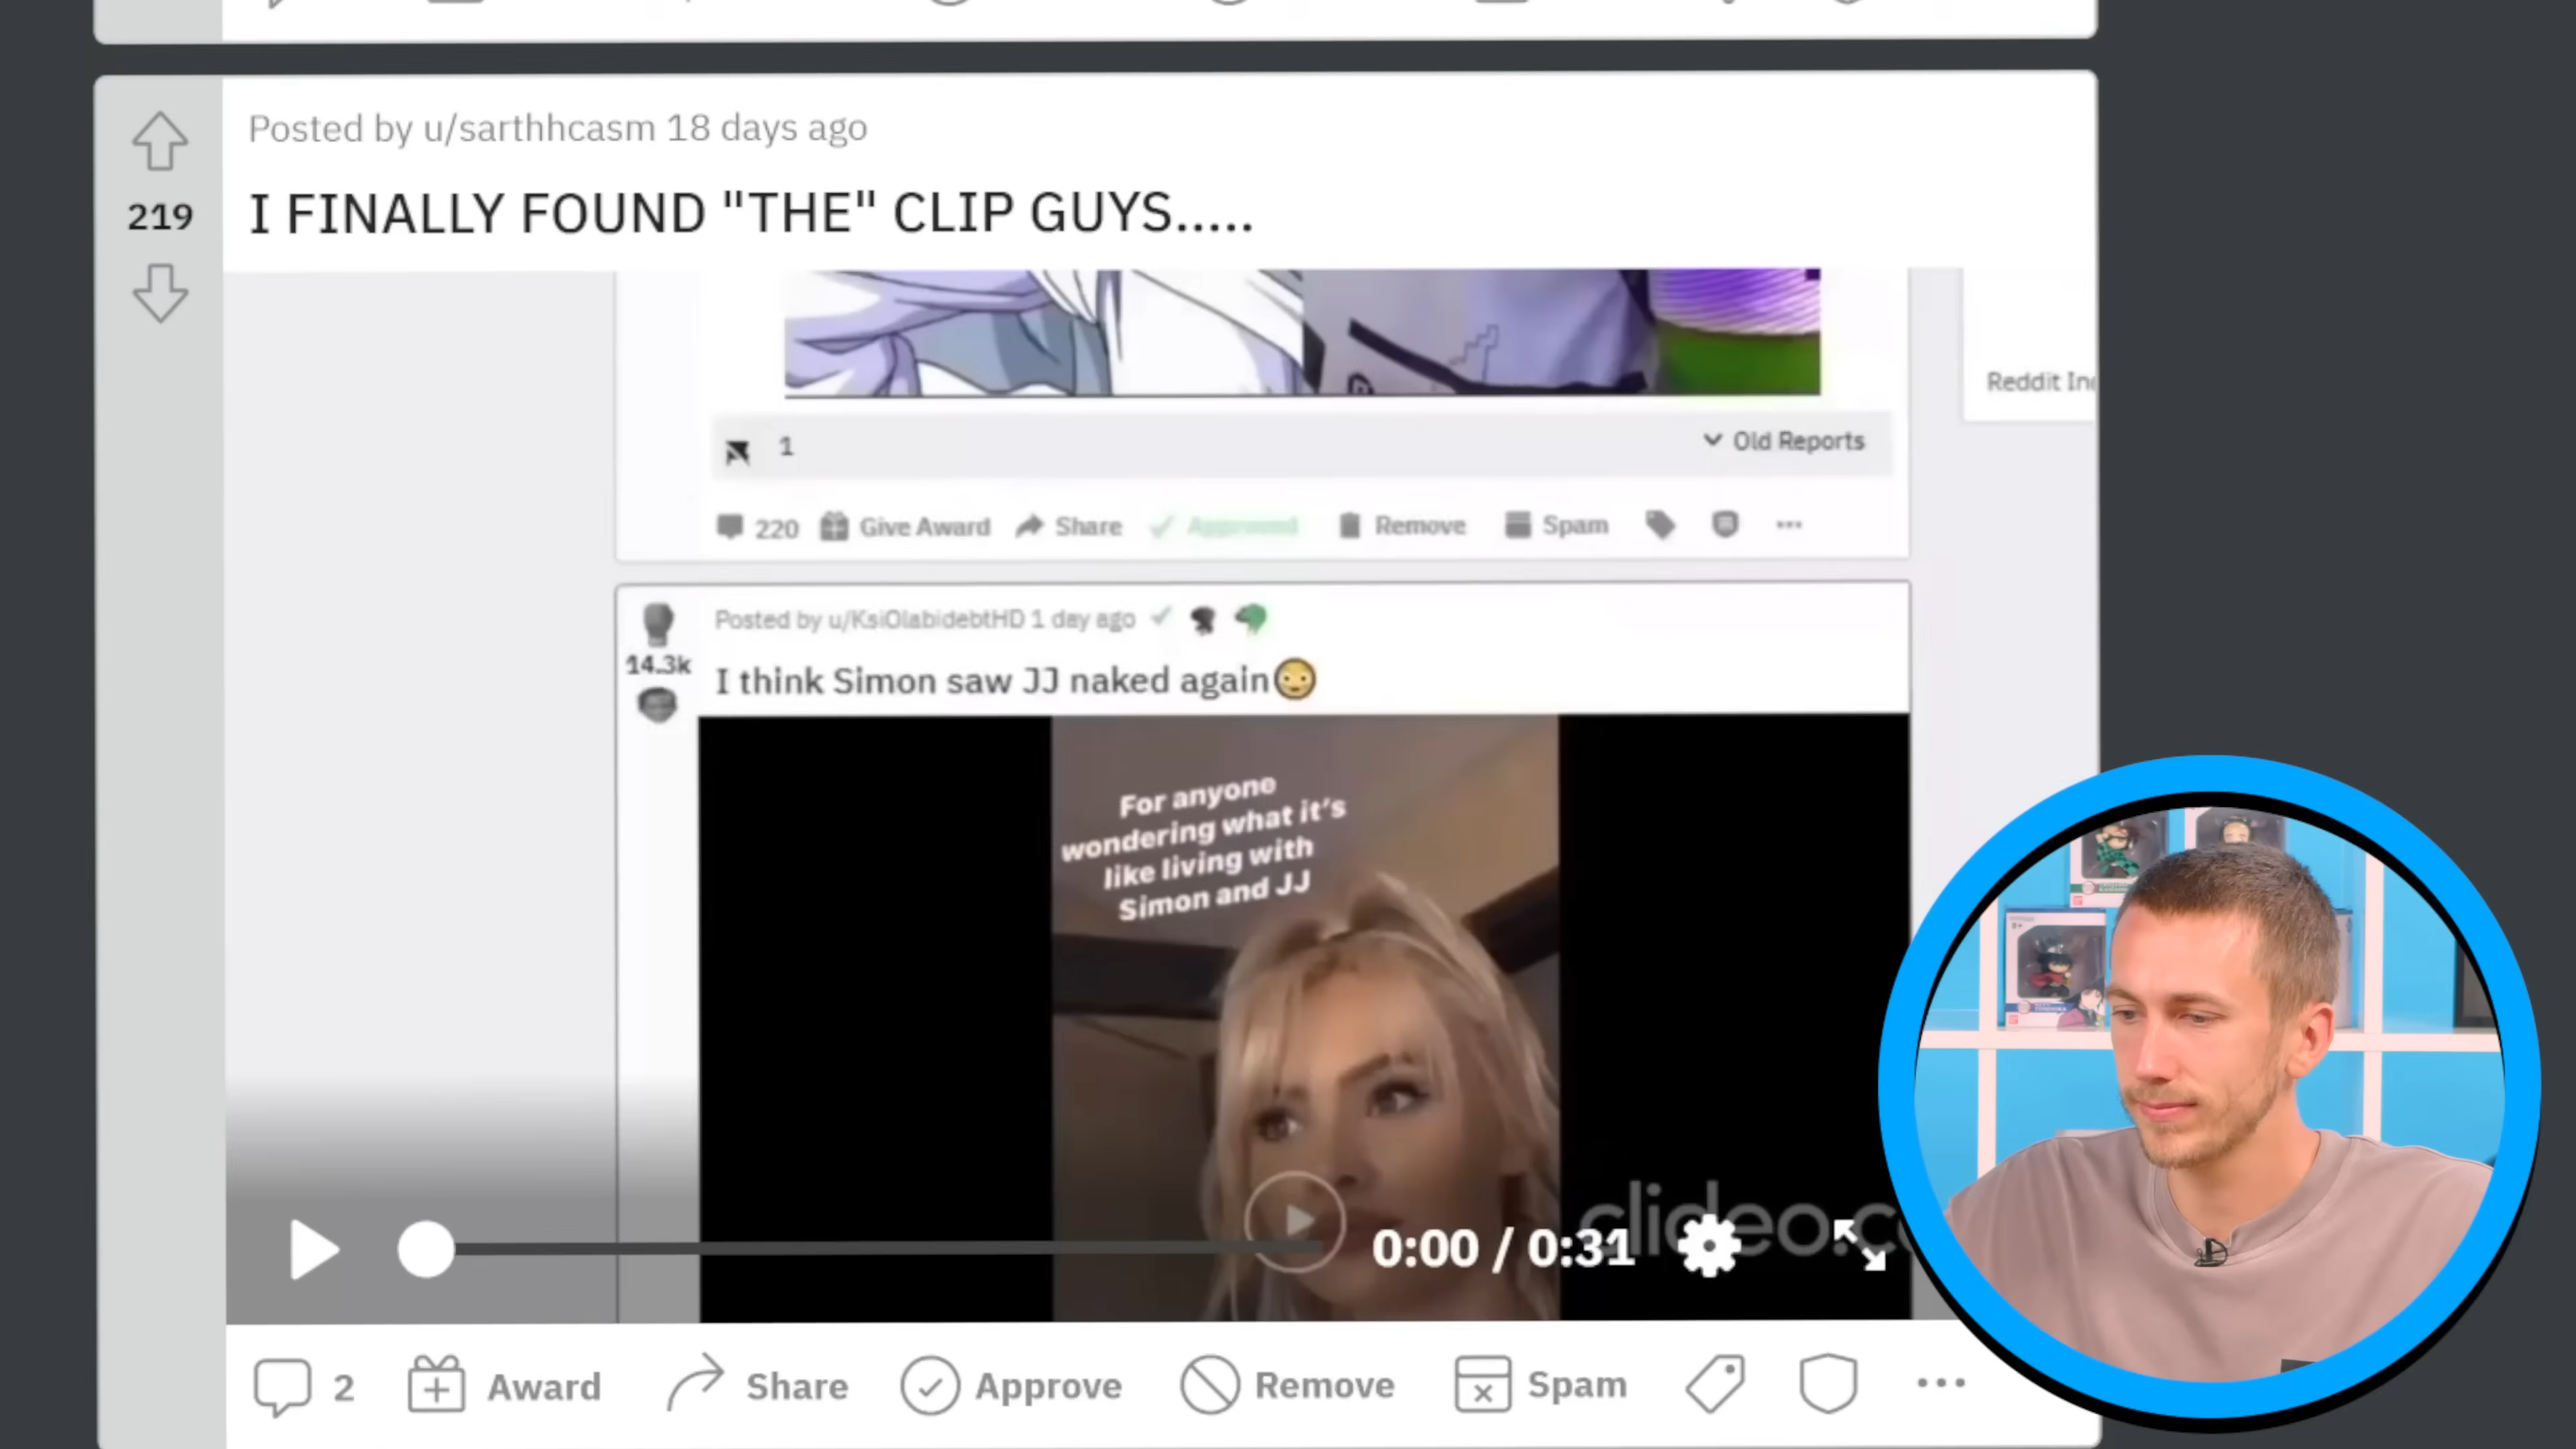 Posted by u/sarthhcasm 18 days ago
219
I FINALLY FOUND "THE" CLIP GUYS.....
Reddit In
1
Old Reports
220 Give Award Share Approved Remove Spam
Posted by u/KsiOlabidebtHD 1 day ago
14.3k
I think Simon saw JJ naked again
For anyone
wondering what it's
like living with
Simon and JJ
clideo.c
0:00 / 0:31
2 Award Share Approve Remove Spam